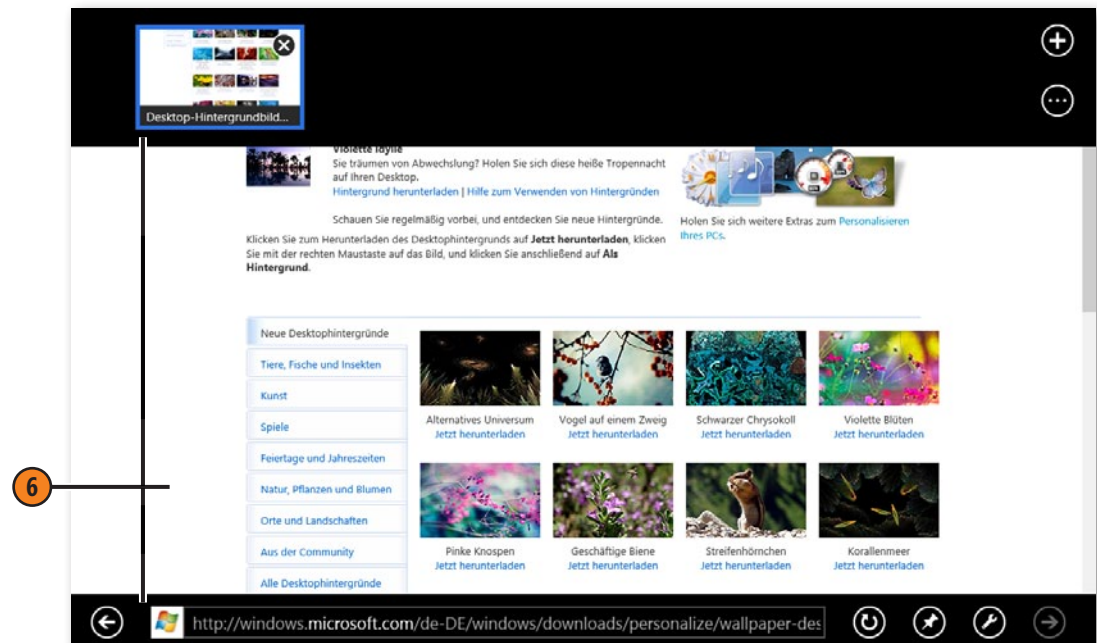 Desktop-Hintergrundbild...
Violette Idylle
Sie träumen von Abwechslung? Holen Sie sich diese heiße Tropennacht
auf Ihren Desktop.
Hintergrund herunterladen | Hilfe zum Verwenden von Hintergründen
Schauen Sie regelmäßig vorbei, und entdecken Sie neue Hintergründe.
Klicken Sie zum Herunterladen des Desktophintergrunds auf Jetzt herunterladen, klicken
Sie mit der rechten Maustaste auf das Bild, und klicken Sie anschließend auf Als
Hintergrund.
Holen Sie sich weitere Extras zum Personalisieren
Ihres PCs.
Neue Desktophintergründe
Tiere, Fische und Insekten
Kunst
Spiele
Feiertage und Jahreszeiten
Natur, Pflanzen und Blumen
Orte und Landschaften
Aus der Community
Alle Desktophintergründe
Alternatives Universum
Jetzt herunterladen
Vogel auf einem Zweig
Jetzt herunterladen
Schwarzer Chrysokoll
Jetzt herunterladen
Violette Blüten
Jetzt herunterladen
Pinke Knospen
Jetzt herunterladen
Geschäftige Biene
Jetzt herunterladen
Streifenhörnchen
Jetzt herunterladen
Korallenmeer
Jetzt herunterladen
6
http://windows.microsoft.com/de-DE/windows/downloads/personalize/wallpaper-des